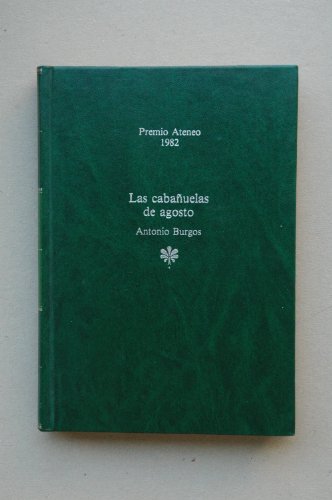 Premio Ateneo
1982
Las cabañuelas
de agosto
Antonio Burgos